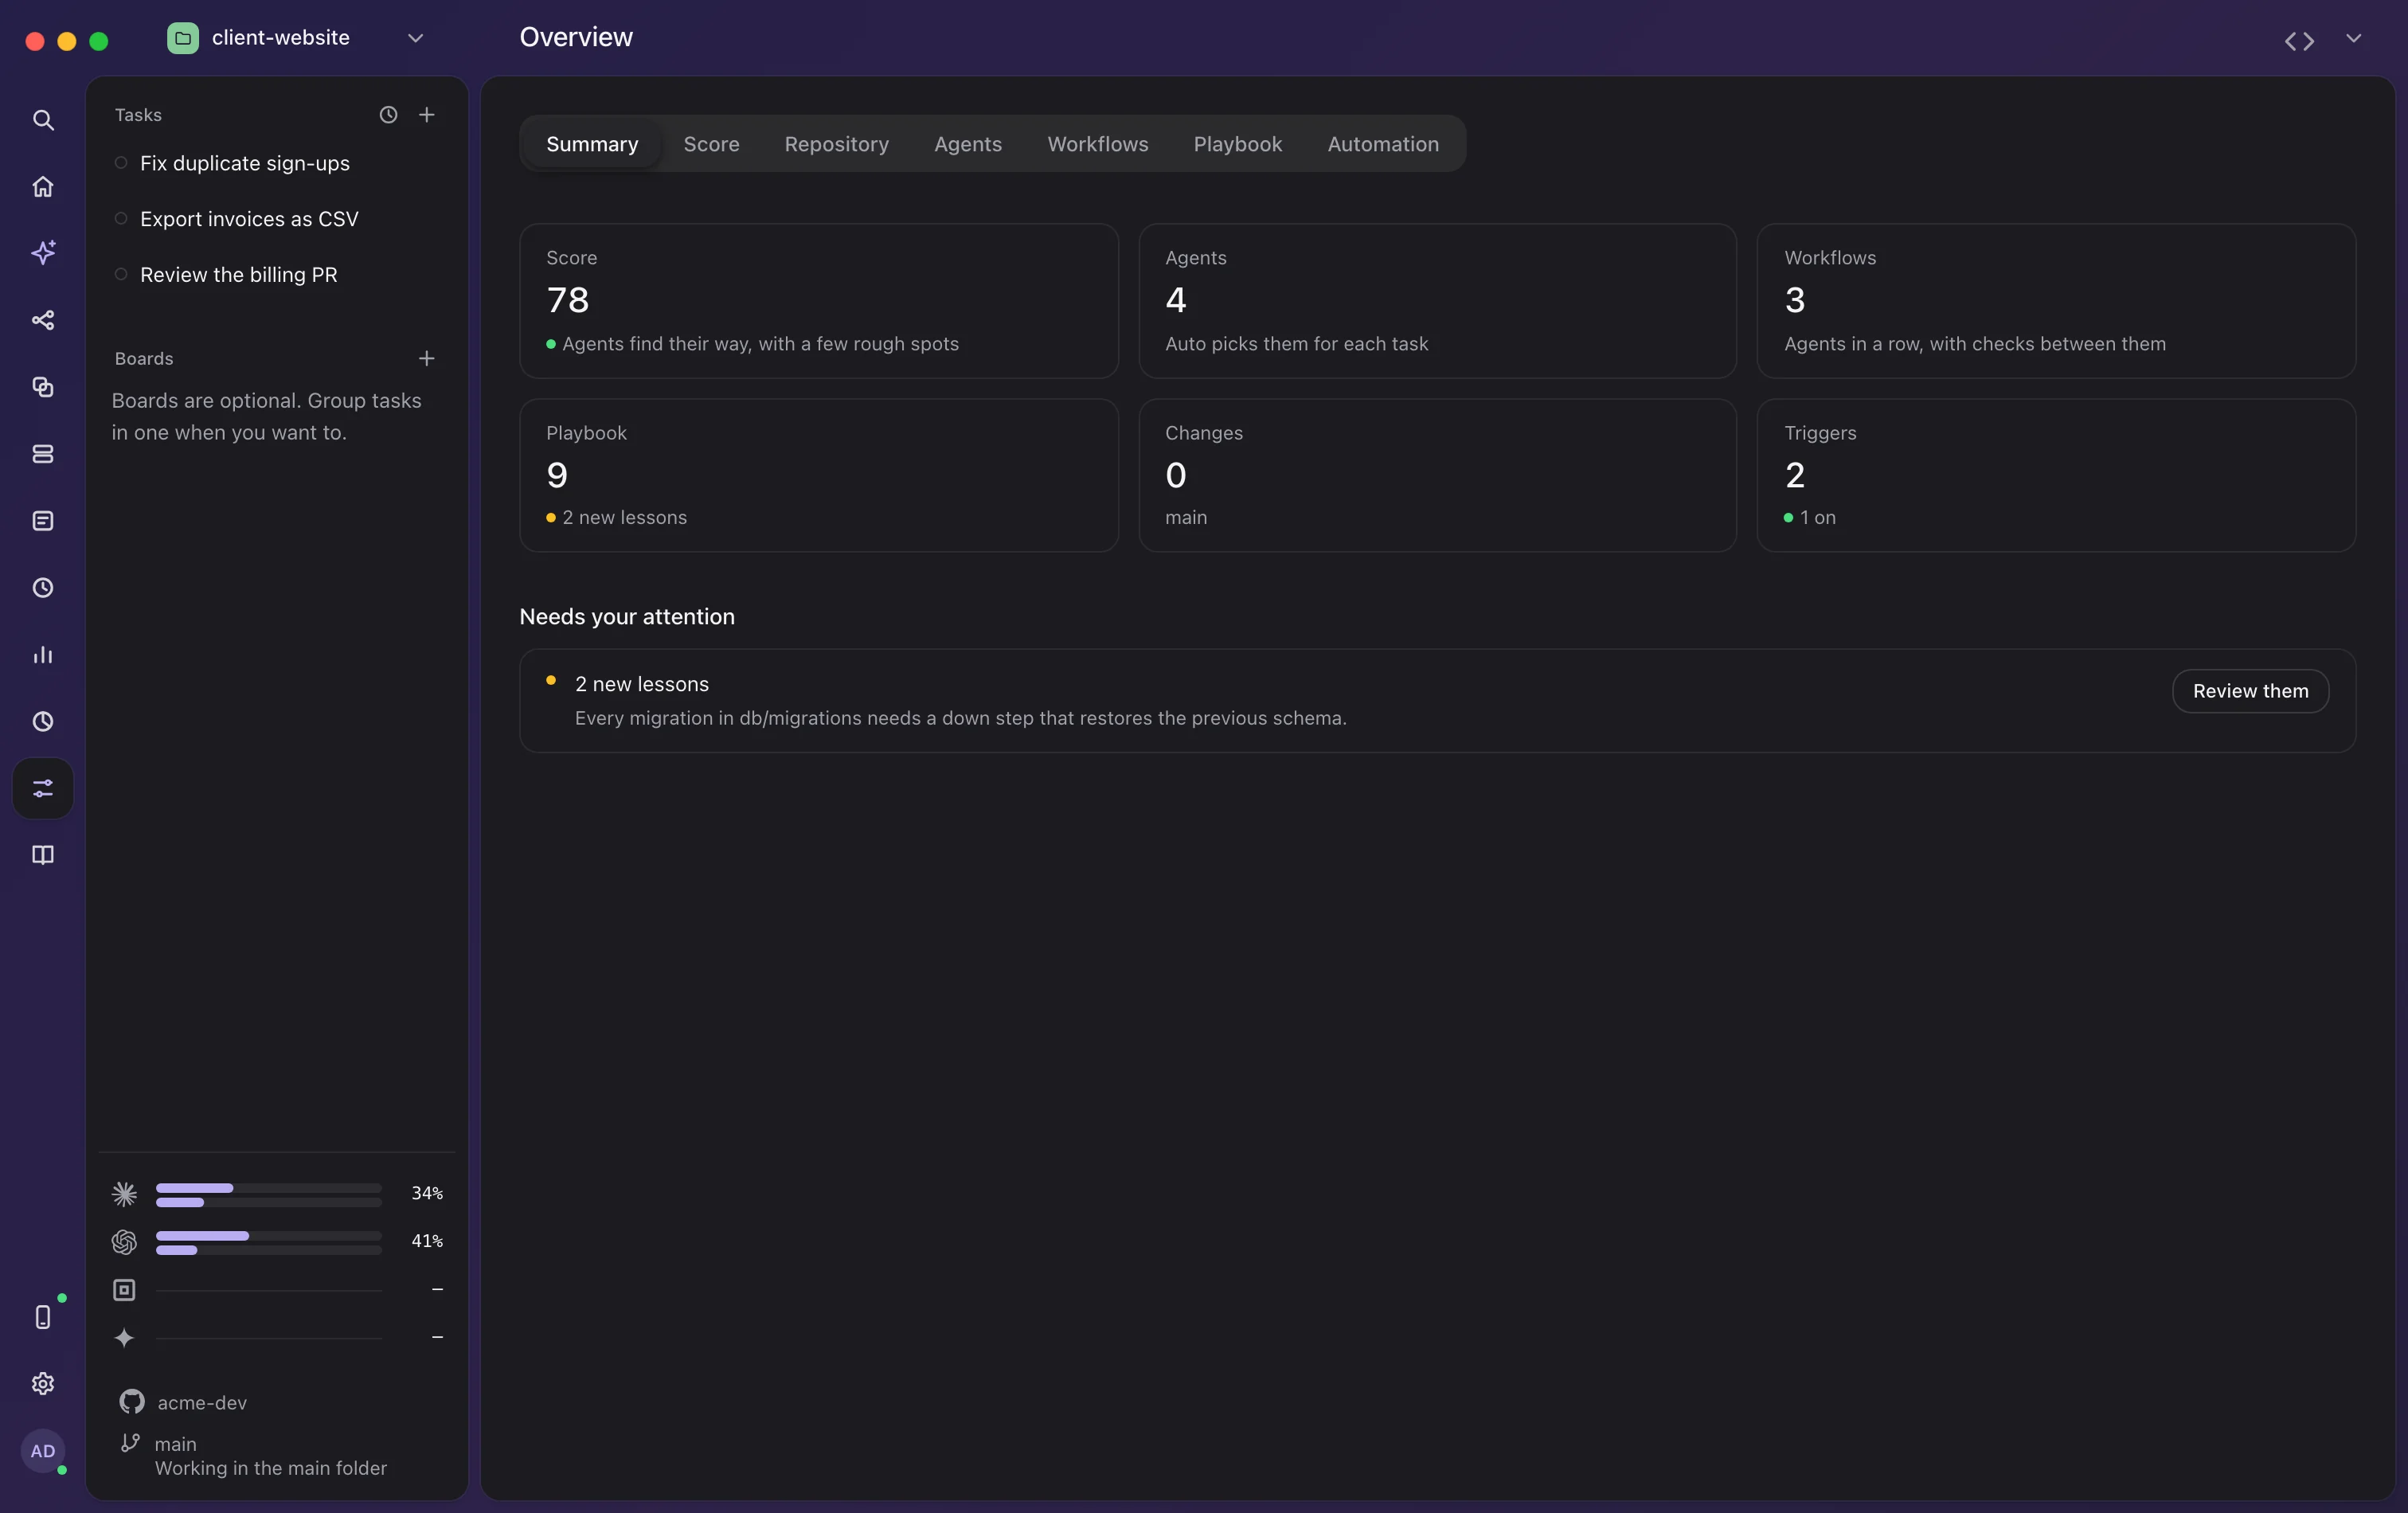 client-website
Overview
Tasks
Fix duplicate sign-ups
Export invoices as CSV
Review the billing PR
Boards
Boards are optional. Group tasks
in one when you want to.
34%
41%
–
–
acme-dev
main
Working in the main folder
AD
Summary Score Repository Agents Workflows Playbook Automation
Score
78
Agents find their way, with a few rough spots
Agents
4
Auto picks them for each task
Workflows
3
Agents in a row, with checks between them
Playbook
9
2 new lessons
Changes
0
main
Triggers
2
1 on
Needs your attention
2 new lessons
Every migration in db/migrations needs a down step that restores the previous schema.
Review them